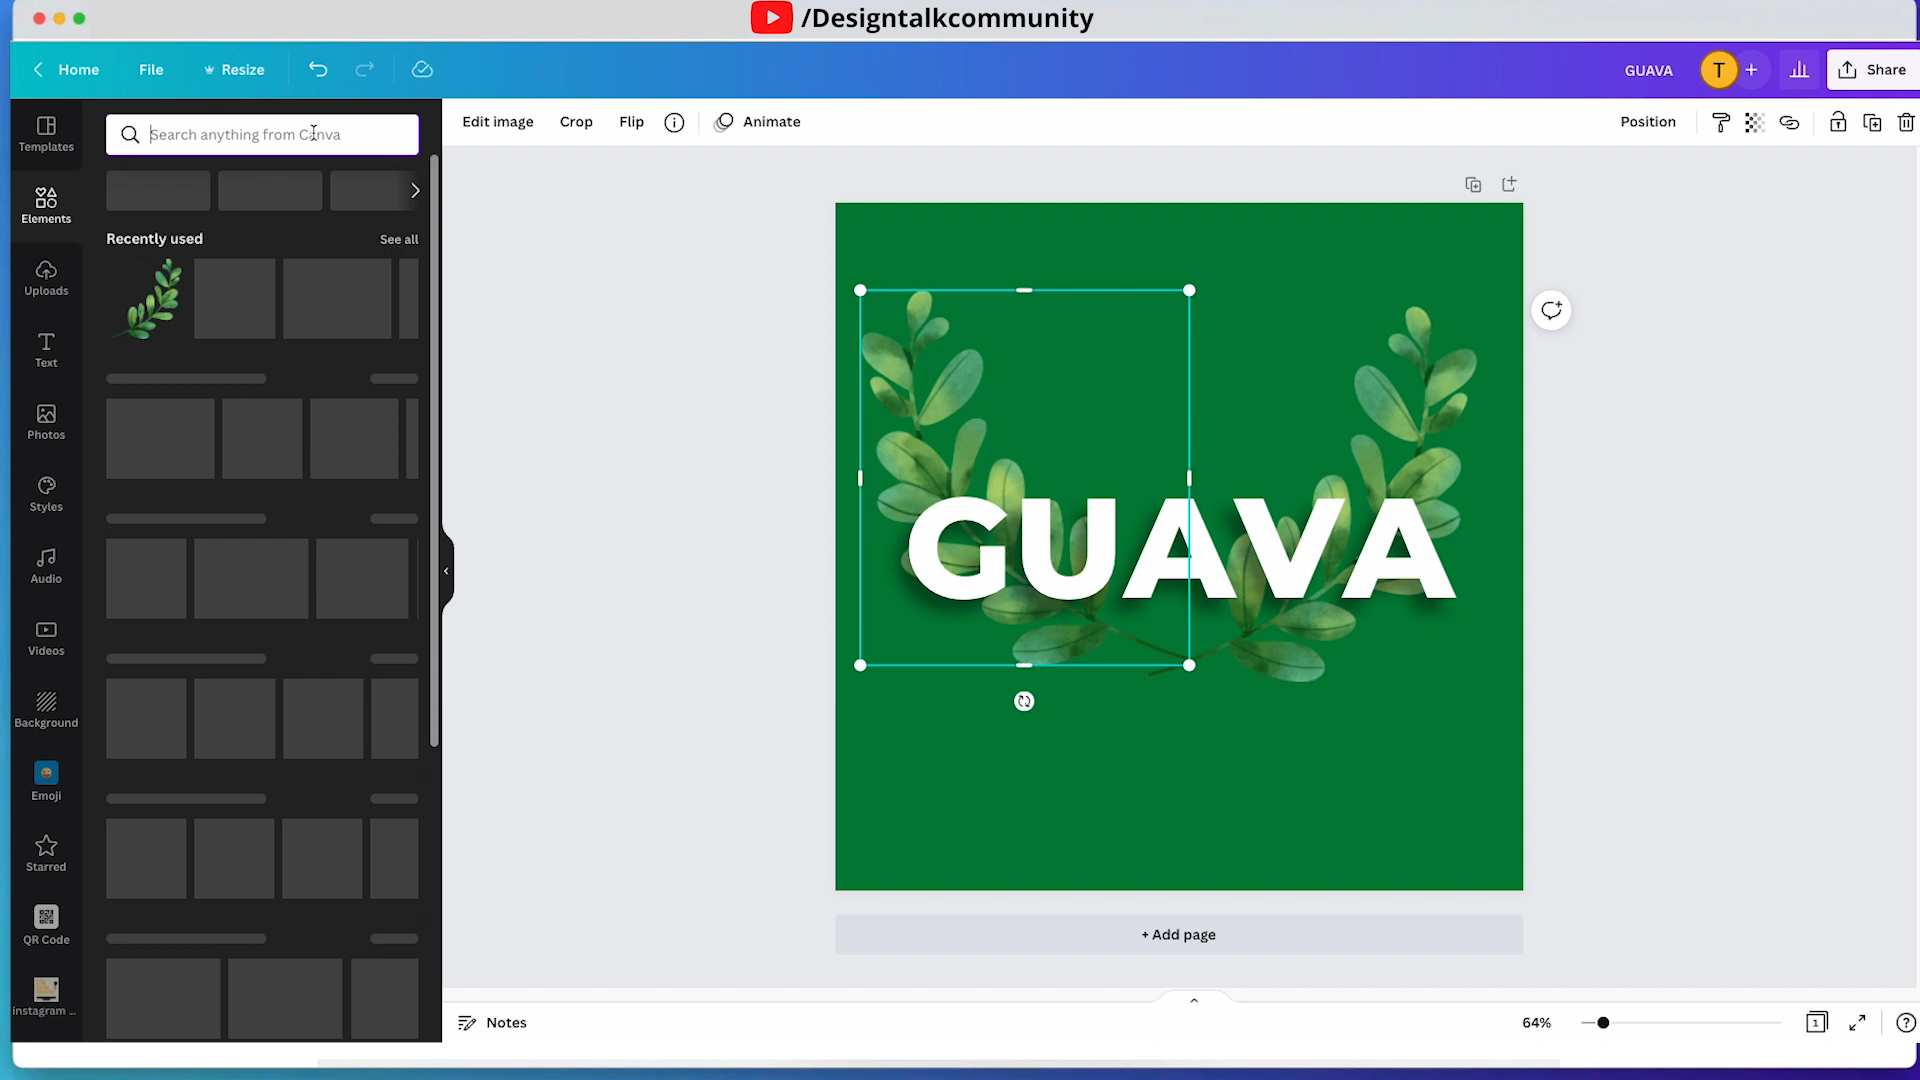 /Designtalkcommunity
Home File Resize
GUAVA T + Share
Search anything from Canva
Edit image Crop Flip Animate Position
Templates
Elements
Recently used See all
Uploads
Text
Photos
Styles
GUAVA
Audio
Videos
Background
Emoji
Starred
QR Code
+ Add page
instagram ...
Notes
64%
1
?